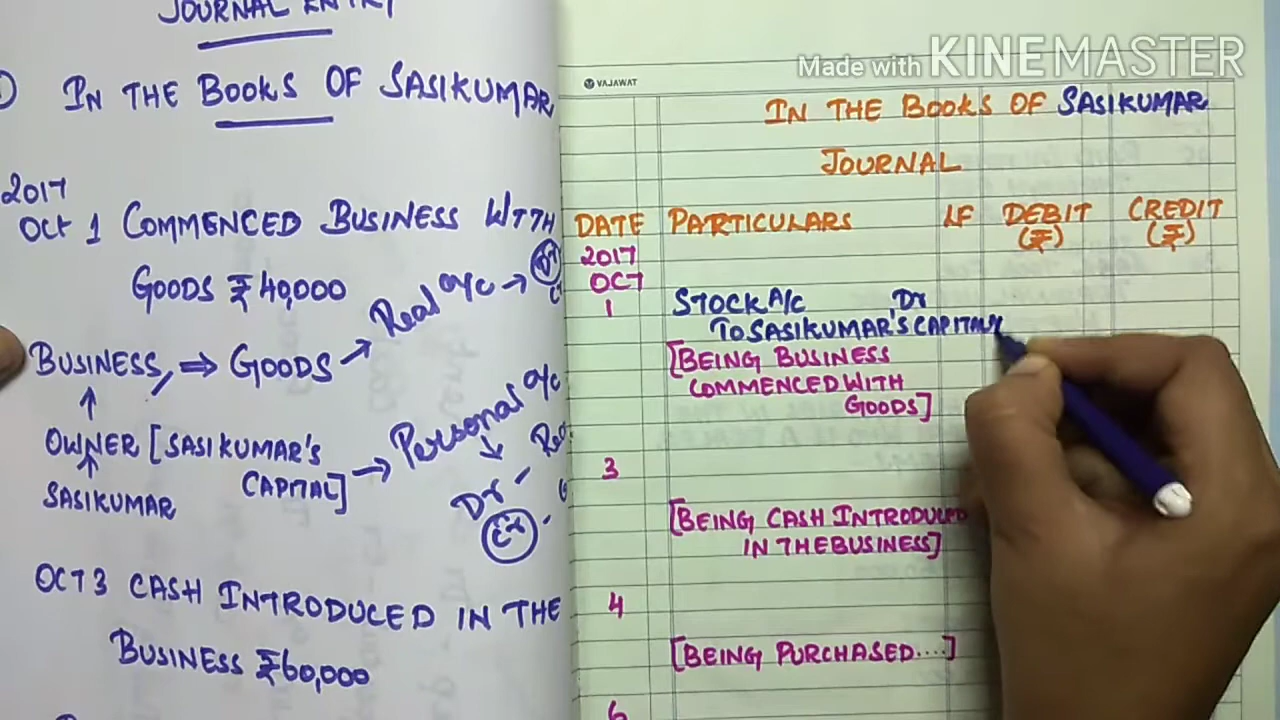 Made with KINEMASTER
JOURNAL ENTRY
IN THE BOOKS OF SASIKUMAR
2017
Oct 1 COMMENCED BUSINESS WITH
GOODS ₹ 40,000
Real a/c → Dr
BUSINESS, ⇒ GOODS
Personal a/c
OWNER [SASIKUMAR'S
CAPITAL]
SASIKUMAR
Dr -
Cr
OCT 3 CASH INTRODUCED IN THE
BUSINESS ₹60,000
VAJAWAT
IN THE BOOKS OF SASIKUMAR
JOURNAL
DATE PARTICULARS LF DEBIT (₹) CREDIT (₹)
2017
OCT
1 STOCK A/c Dr
TO SASIKUMAR'S CAPITAL
[BEING BUSINESS
COMMENCED WITH
GOODS]
3
[BEING CASH INTRODUCED
IN THE BUSINESS]
4
[BEING PURCHASED....]
6